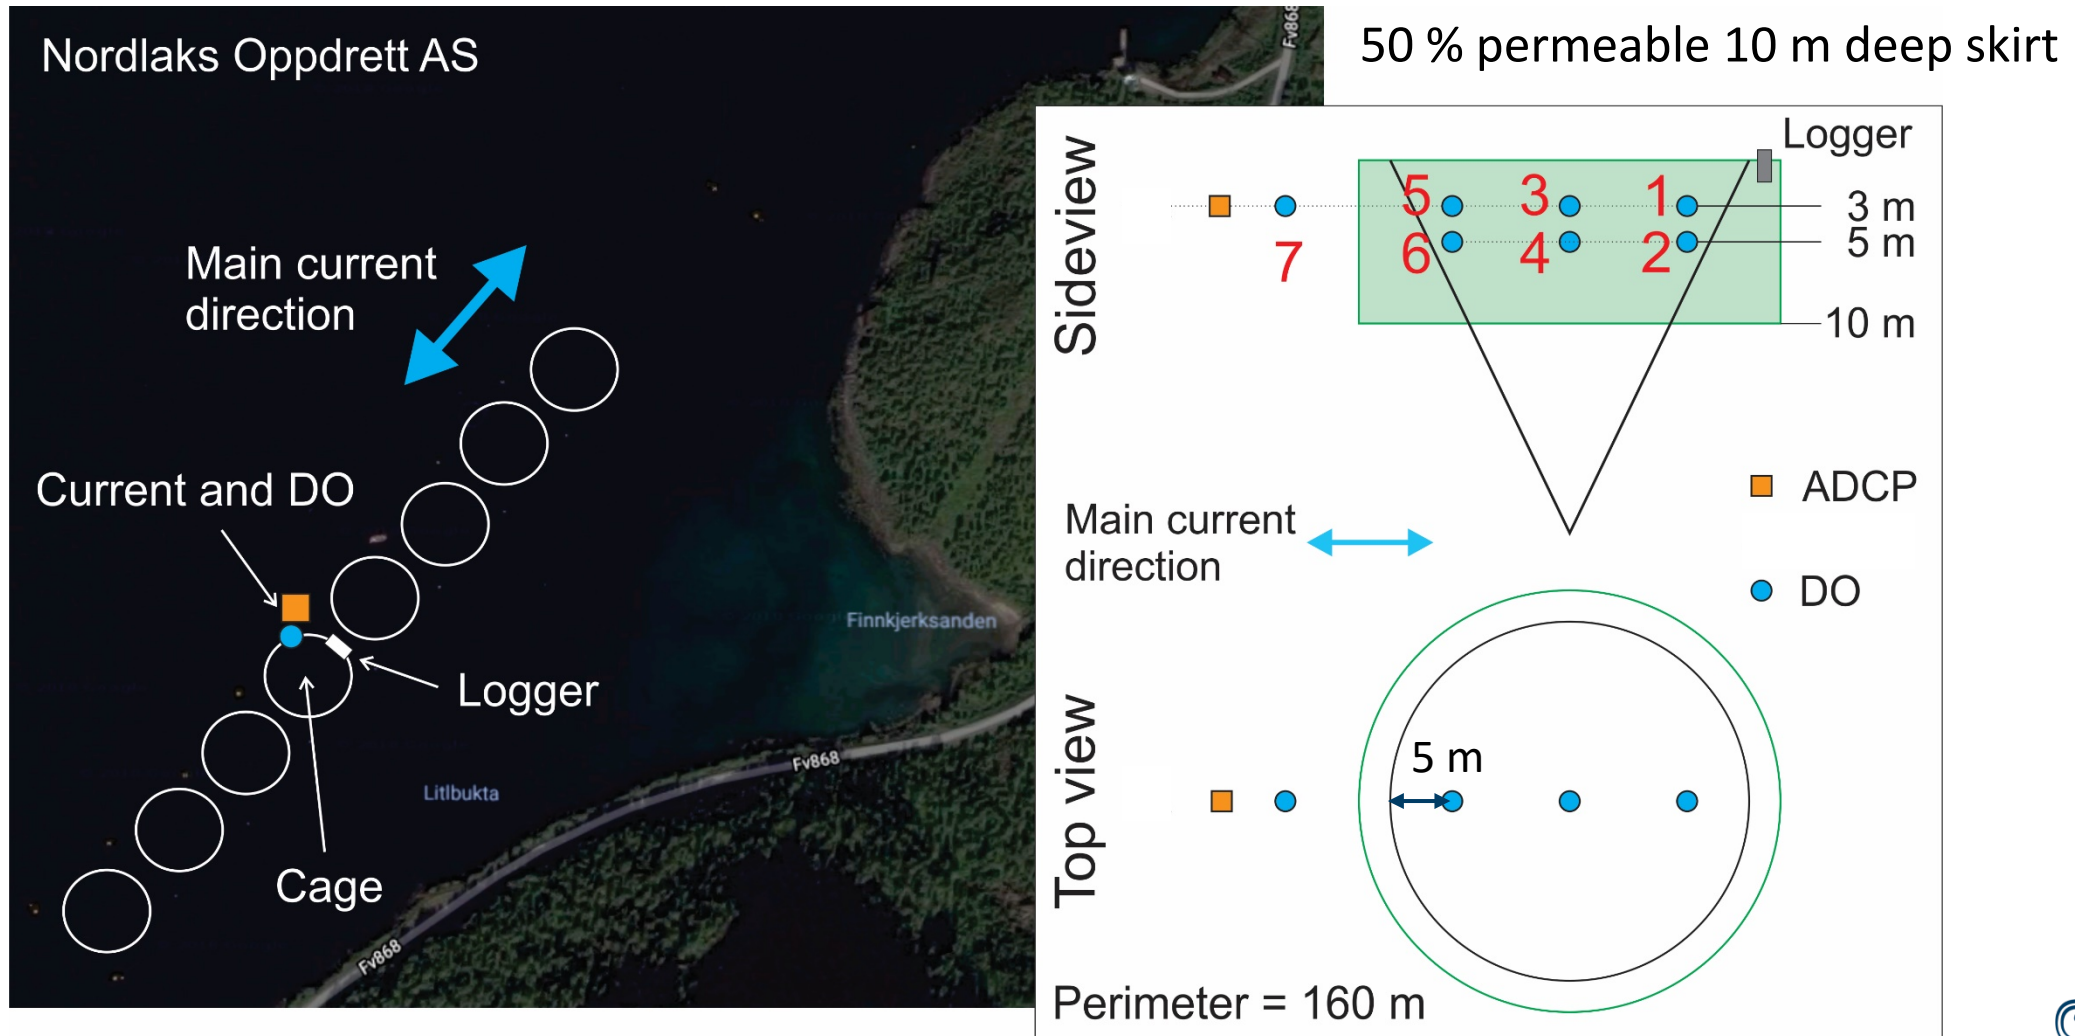 Nordlaks Oppdrett AS
50 % permeable 10 m deep skirt
Fv868
Main current
direction
Current and DO
Logger
Cage
Finnkjerksanden
Litlbukta
Fv868
Fv868
Sideview
Logger
5 3 1
3 m
6 4 2
5 m
7
10 m
ADCP
Main current
direction
DO
Top view
5 m
Perimeter = 160 m